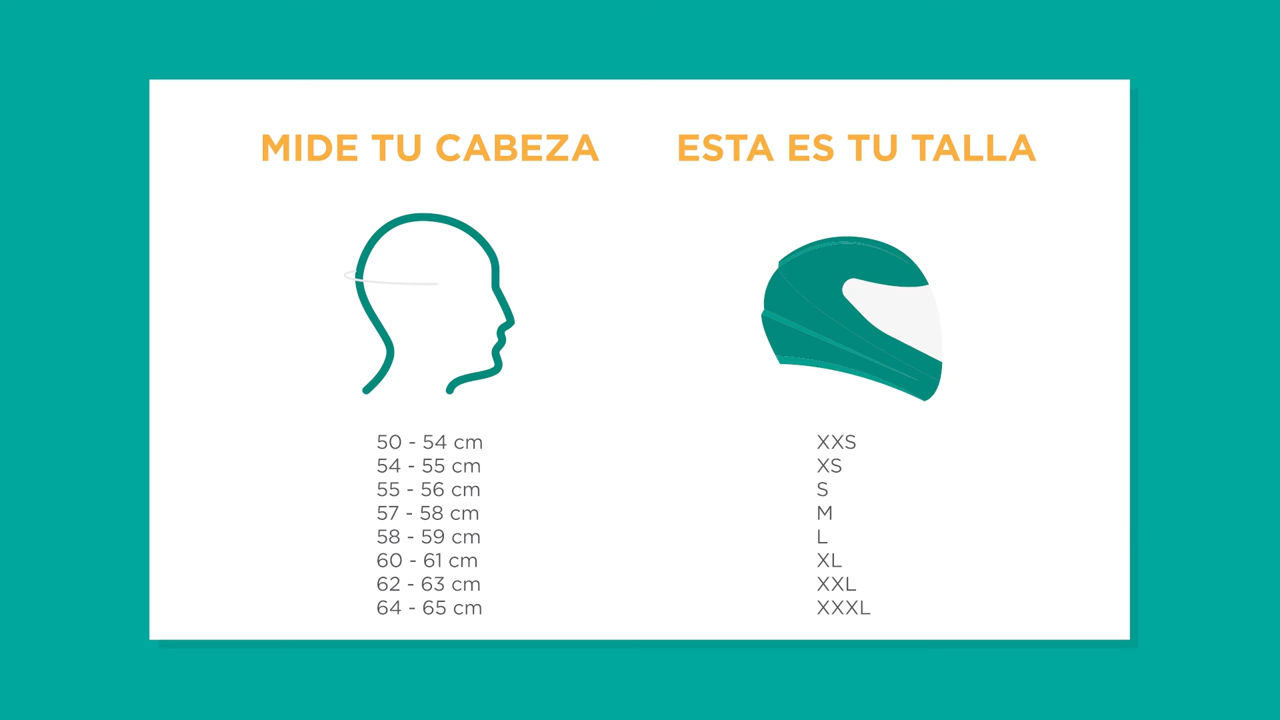 MIDE TU CABEZA
ESTA ES TU TALLA
50 - 54 cm XXS
54 - 55 cm XS
55 - 56 cm S
57 - 58 cm M
58 - 59 cm L
60 - 61 cm XL
62 - 63 cm XXL
64 - 65 cm XXXL